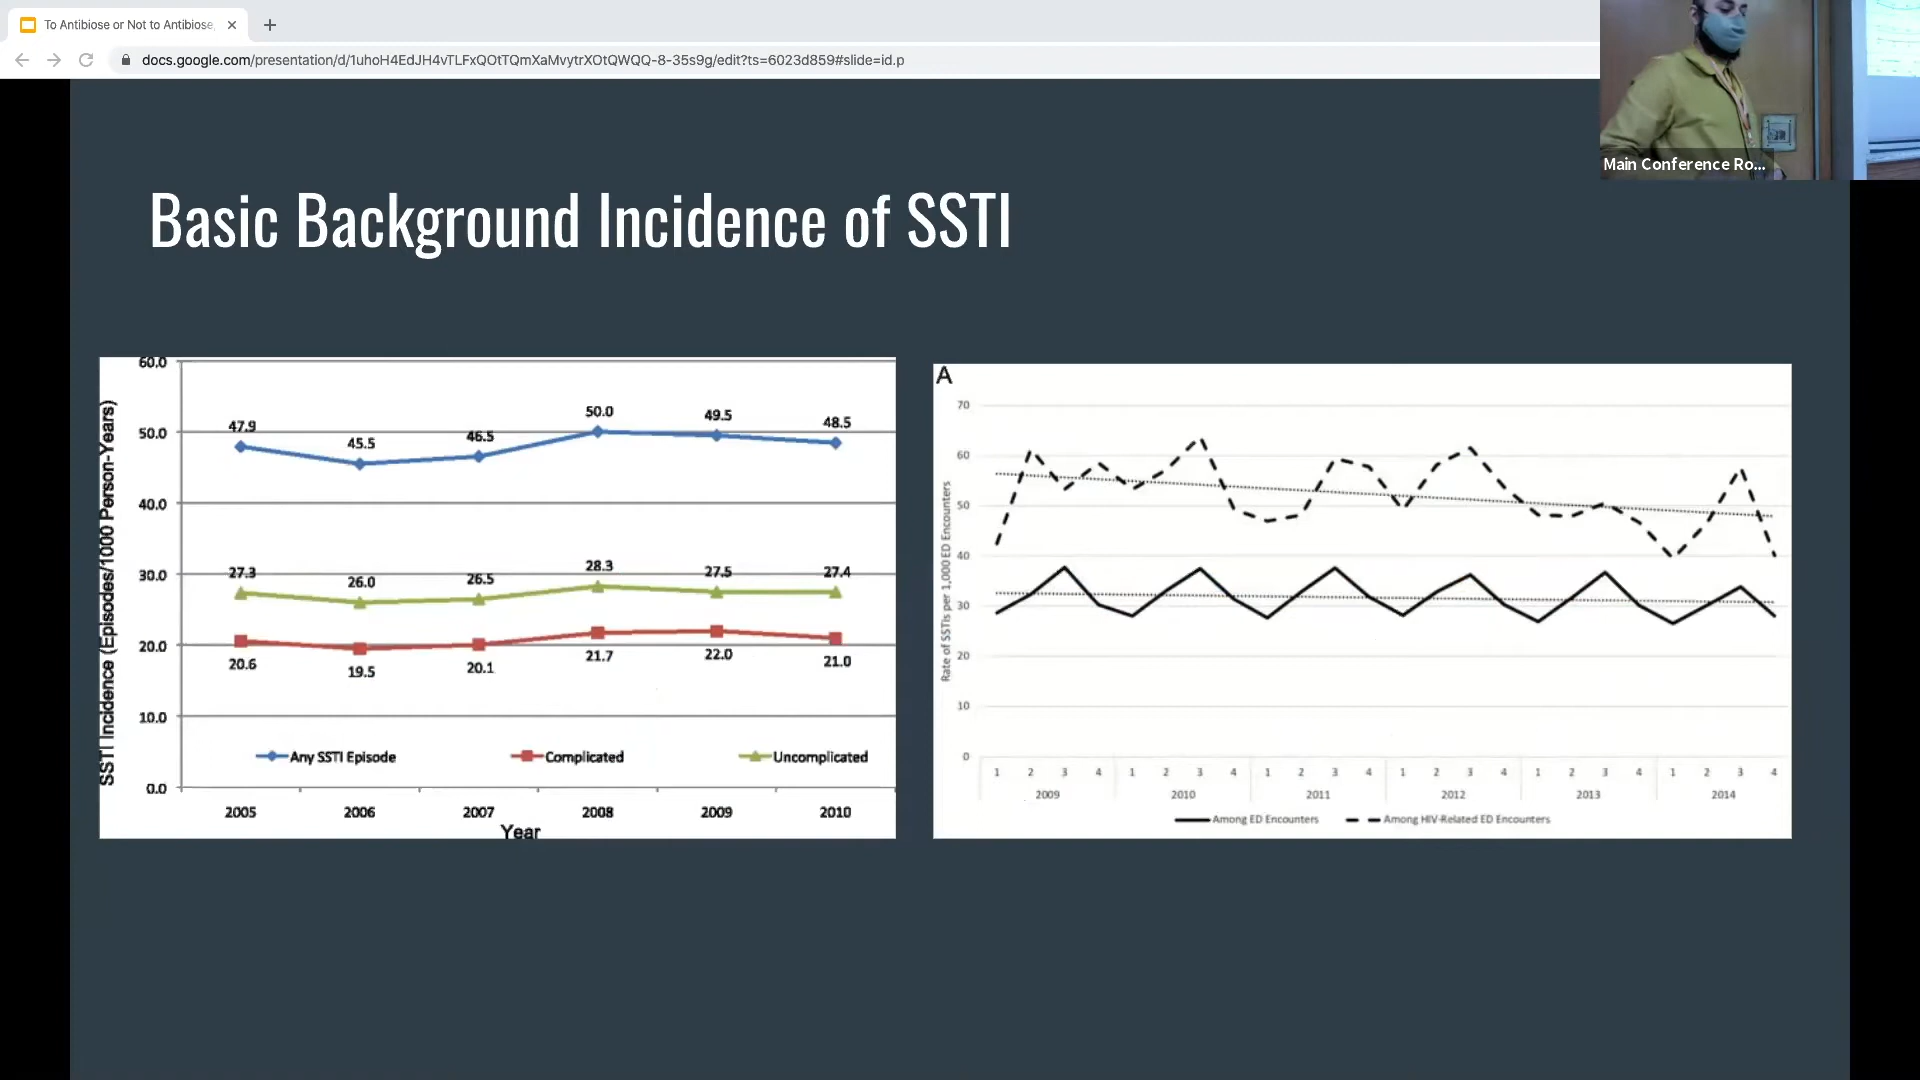 To Antibiose or Not to Antibiose
docs.google.com/presentation/d/1uhoH4EdJH4vTLFxQOtTQmXaMvytrXOtQWQQ-8-35s9g/edit?ts=6023d859#slide=id.p
Main Conference Ro...
Basic Background Incidence of SSTI
SSTI Incidence (Episodes/1000 Person-Years)
60.0
50.0
40.0
30.0
20.0
10.0
0.0
47.9
45.5
46.5
50.0
49.5
48.5
27.3
26.0
26.5
28.3
27.5
27.4
20.6
19.5
20.1
21.7
22.0
21.0
Any SSTI Episode
Complicated
Uncomplicated
2005 2006 2007 2008 2009 2010
Year
A
Rate of SSTIs per 1,000 ED Encounters
70
60
50
40
30
20
10
0
1 2 3 4 1 2 3 4 1 2 3 4 1 2 3 4 1 2 3 4 1 2 3 4
2009 2010 2011 2012 2013 2014
Among ED Encounters
Among HIV-Related ED Encounters